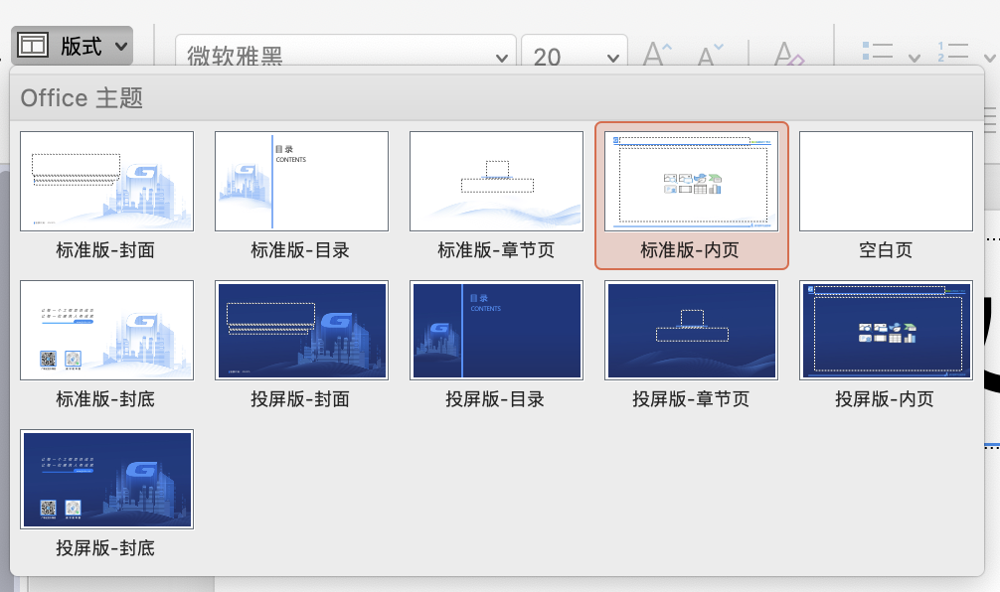 版式
微软雅黑
20
A
A
A
1
2
Office 主题
目录
CONTENTS
标准版-封面
标准版-目录
标准版-章节页
标准版-内页
空白页
目录
CONTENTS
标准版-封底
投屏版-封面
投屏版-目录
投屏版-章节页
投屏版-内页
投屏版-封底